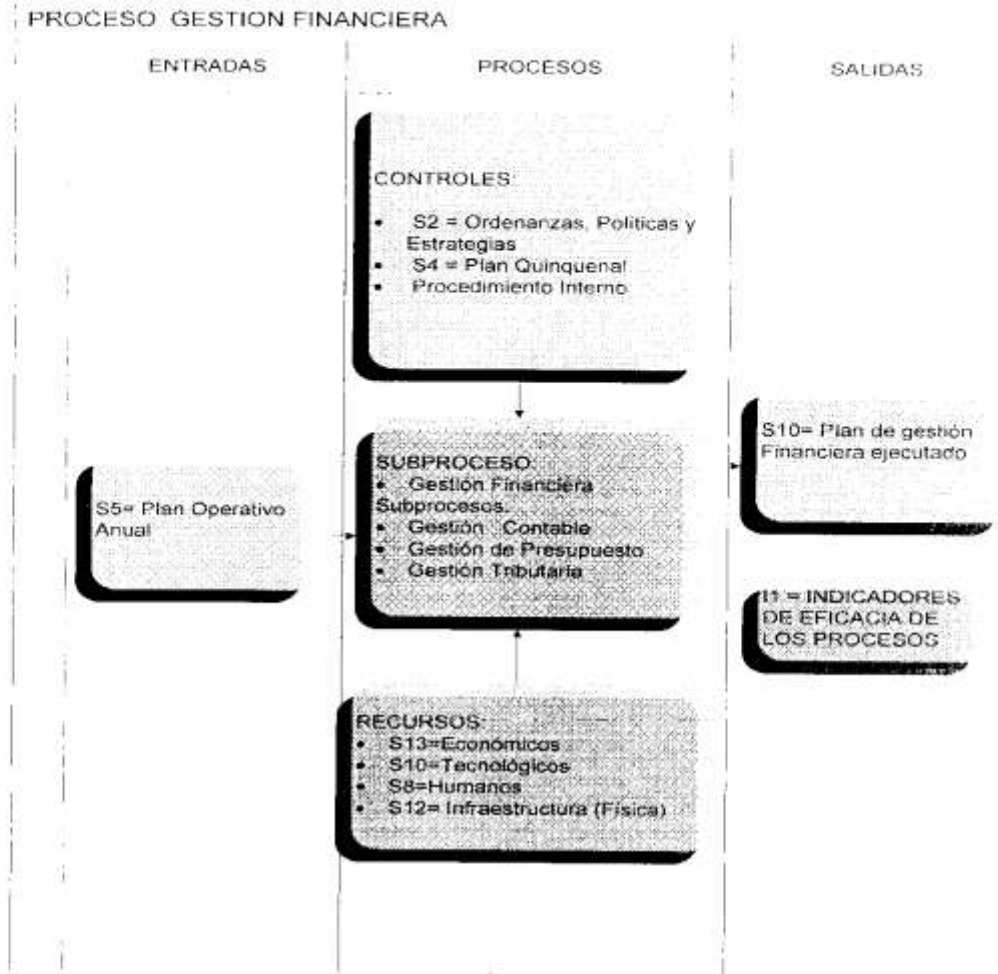 PROCESO GESTION FINANCIERA
ENTRADAS
PROCESOS
SALIDAS
CONTROLES:
• S2 = Ordenanzas, Políticas y
Estrategias
• S4 = Plan Quinquenal
• Procedimiento Interno
S5= Plan Operativo
Anual
SUBPROCESO:
• Gestión Financiera
Subprocesos:
• Gestión Contable
• Gestión de Presupuesto
• Gestión Tributaria
S10= Plan de gestión
Financiera ejecutado
I1 = INDICADORES
DE EFICACIA DE
LOS PROCESOS
RECURSOS:
• S13=Económicos
• S10=Tecnológicos
• S8=Humanos
• S12= Infraestructura (Física)